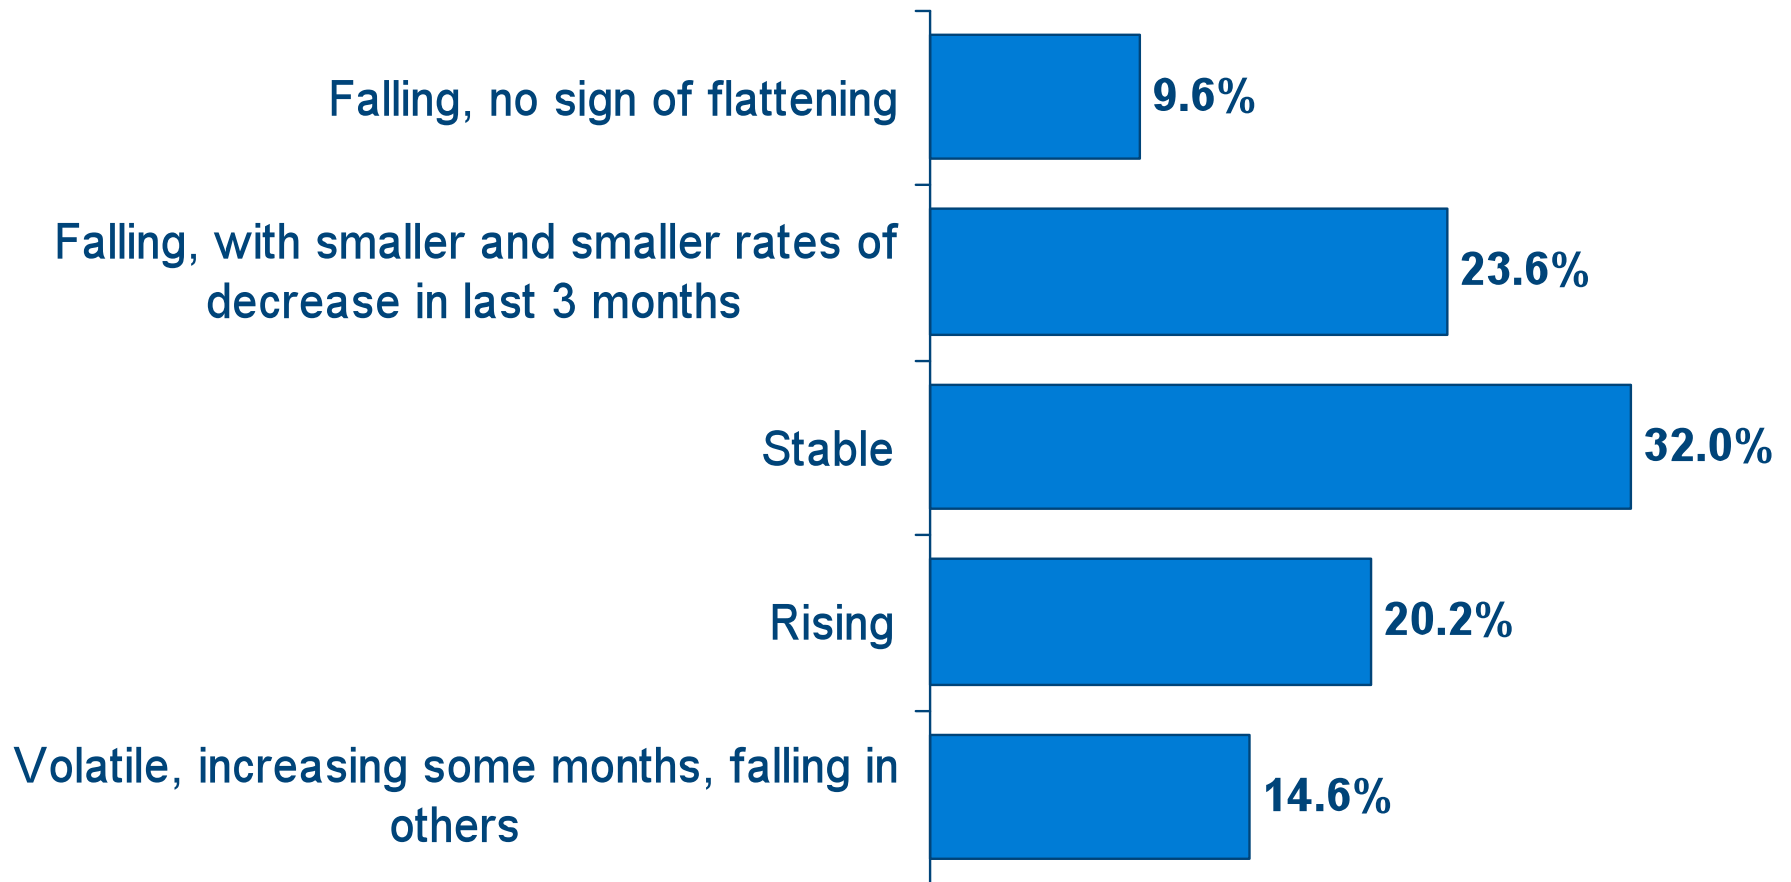 Falling, no sign of flattening
9.6%
Falling, with smaller and smaller rates of
decrease in last 3 months
23.6%
Stable
32.0%
Rising
20.2%
Volatile, increasing some months, falling in
others
14.6%